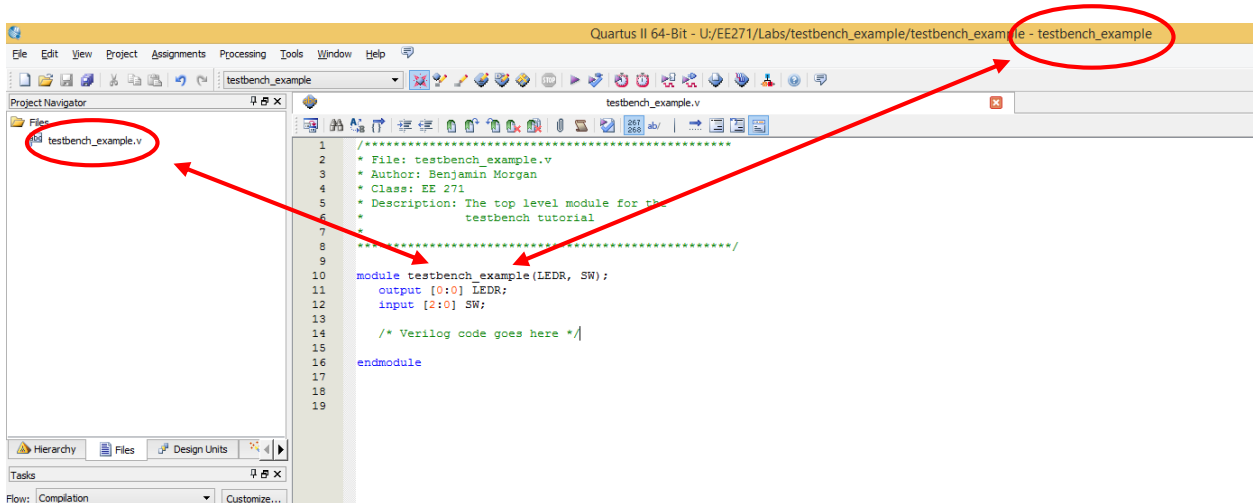 Quartus II 64-Bit - U:/EE271/Labs/testbench_example/testbench_example - testbench_example
File Edit View Project Assignments Processing Tools Window Help
testbench_example
Project Navigator
testbench_example.v
Files
testbench_example.v
267
268
ab/
1 /***************************************************
2 * File: testbench_example.v
3 * Author: Benjamin Morgan
4 * Class: EE 271
5 * Description: The top level module for the
6 * testbench tutorial
7 *
8 ****************************************************/
9
10 module testbench_example(LEDR, SW);
11 output [0:0] LEDR;
12 input [2:0] SW;
13
14 /* Verilog code goes here */
15
16 endmodule
17
18
19
Hierarchy Files Design Units
Tasks
Flow: Compilation Customize...